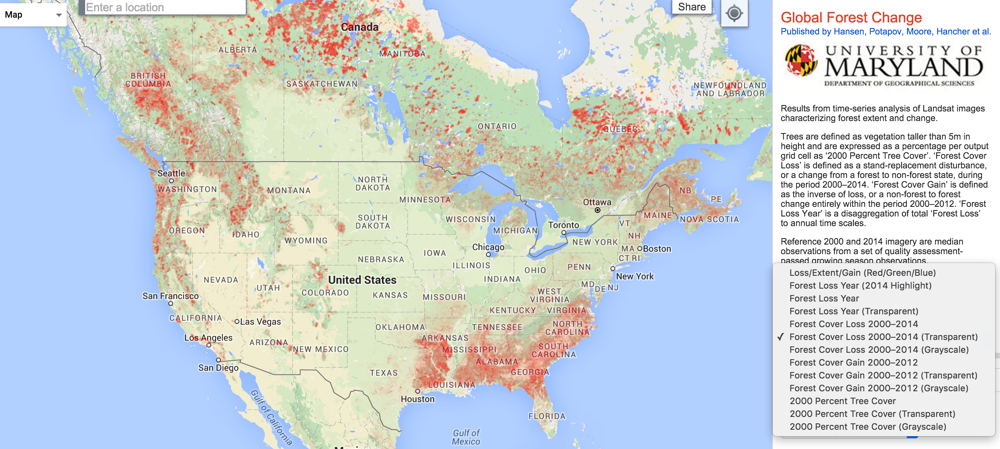 Map
Enter a location
Share
Canada
ALBERTA
MANITOBA
BRITISH
COLUMBIA
SASKATCHEWAN
NEWFOUNDLAND
AND LABRADOR
ONTARIO
QUÉBEC
Seattle
WASHINGTON
MONTANA
NORTH
DAKOTA
MINNESOTA
Ottawa
NB
PE
SOUTH
DAKOTA
WISCONSIN
MICHIGAN
Toronto
VT
MAINE
NOVA SCOTIA
OREGON
IDAHO
WYOMING
NH
NEW YORK
Chicago
MA
Boston
CT RI
IOWA
NEBRASKA
ILLINOIS
OHIO
PENN
INDIANA
New York
NEVADA
United States
UTAH
COLORADO
KANSAS
MISSOURI
WEST
VIRGINIA
MD
DE
NJ
San Francisco
KENTUCKY
VIRGINIA
CALIFORNIA
Las Vegas
OKLAHOMA
TENNESSEE
NORTH
CAROLINA
Los Angeles
ARIZONA
NEW MEXICO
ARKANSAS
MISSISSIPPI
SOUTH
CAROLINA
ALABAMA
San Diego
TEXAS
GEORGIA
LOUISIANA
Houston
Gulf of California
FLORIDA
Gulf of
Mexico
Global Forest Change
Published by Hansen, Potapov, Moore, Hancher et al.
UNIVERSITY OF
MARYLAND
DEPARTMENT OF GEOGRAPHICAL SCIENCES
Results from time-series analysis of Landsat images
characterizing forest extent and change.
Trees are defined as vegetation taller than 5m in
height and are expressed as a percentage per output
grid cell as ‘2000 Percent Tree Cover’. ‘Forest Cover
Loss’ is defined as a stand-replacement disturbance,
or a change from a forest to non-forest state, during
the period 2000–2014. ‘Forest Cover Gain’ is defined
as the inverse of loss, or a non-forest to forest
change entirely within the period 2000–2012. ‘Forest
Loss Year’ is a disaggregation of total ‘Forest Loss’
to annual time scales.
Reference 2000 and 2014 imagery are median
observations from a set of quality assessment-
passed growing season observations.
Loss/Extent/Gain (Red/Green/Blue)
Forest Loss Year (2014 Highlight)
Forest Loss Year
Forest Loss Year (Transparent)
Forest Cover Loss 2000–2014
✓ Forest Cover Loss 2000–2014 (Transparent)
Forest Cover Loss 2000–2014 (Grayscale)
Forest Cover Gain 2000–2012
Forest Cover Gain 2000–2012 (Transparent)
Forest Cover Gain 2000–2012 (Grayscale)
2000 Percent Tree Cover
2000 Percent Tree Cover (Transparent)
2000 Percent Tree Cover (Grayscale)